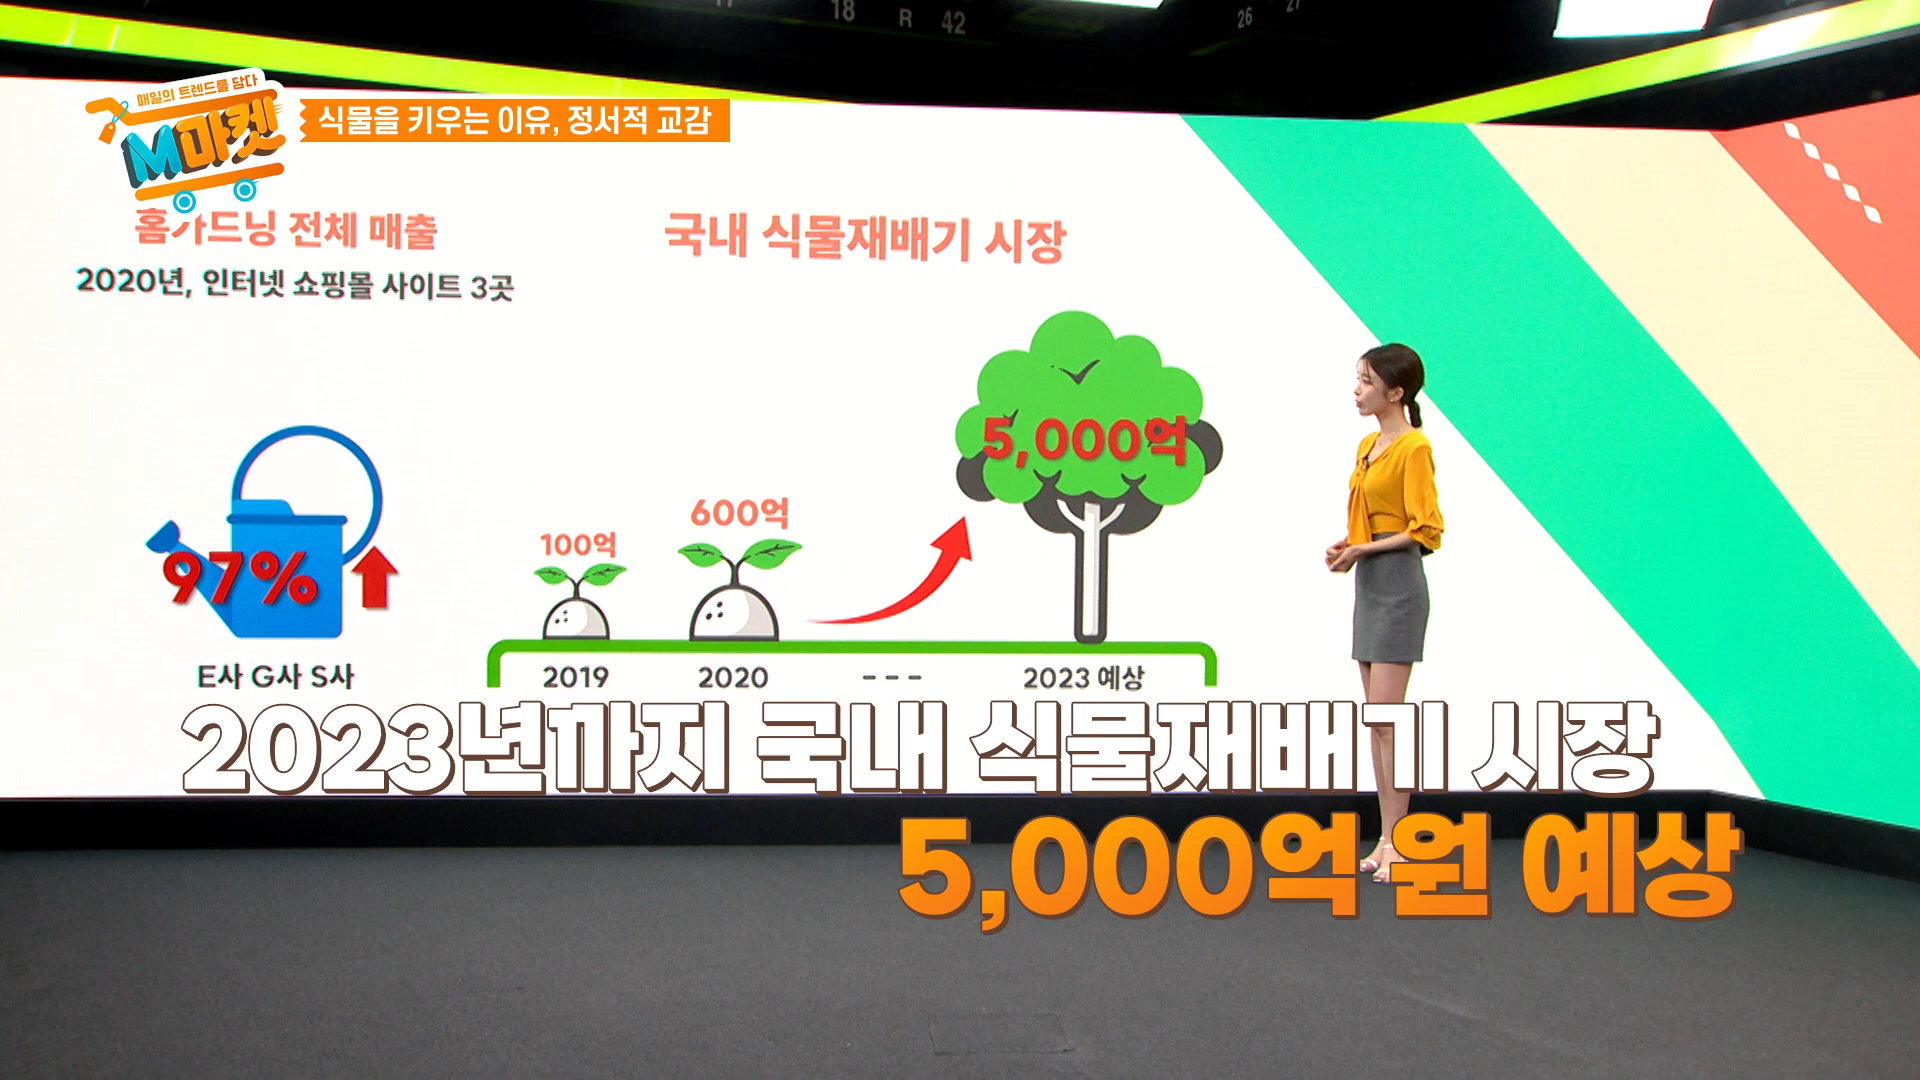 17 18 R 42 26 27
매일의 트렌드를 담다
M마켓
식물을 키우는 이유, 정서적 교감
홈가드닝 전체 매출
2020년, 인터넷 쇼핑몰 사이트 3곳
97%
E사 G사 S사
국내 식물재배기 시장
100억
600억
5,000억
2019
2020
---
2023 예상
2023년까지 국내 식물재배기 시장
5,000억 원 예상